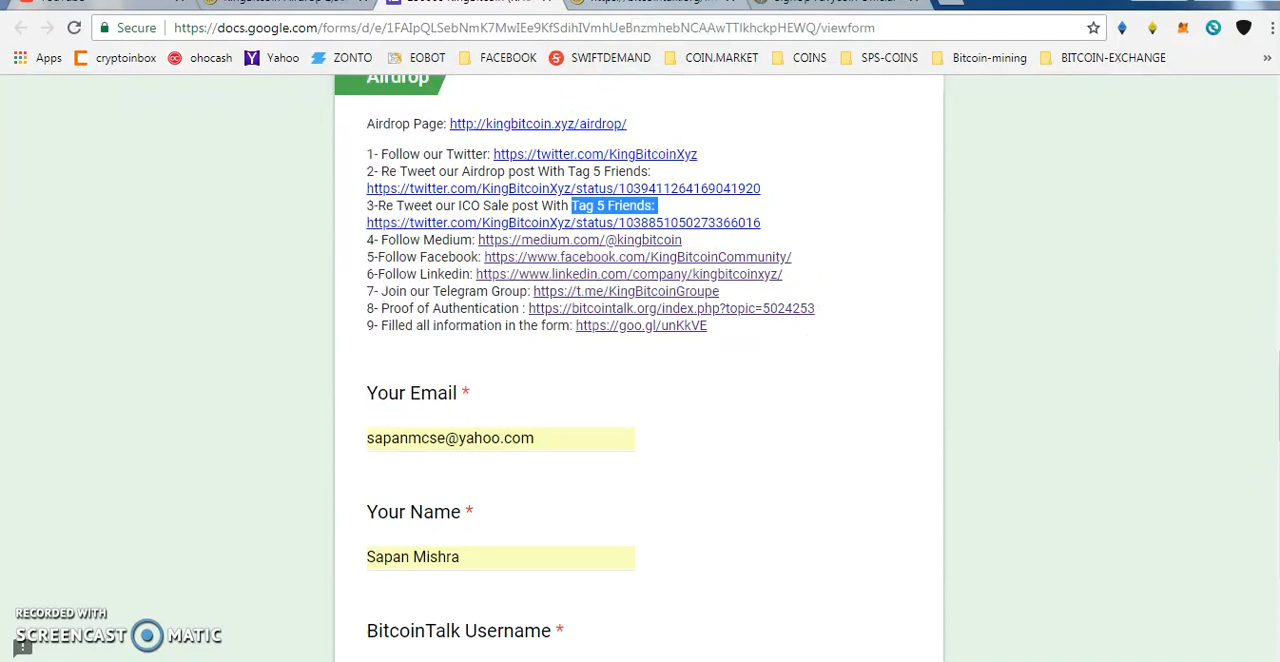 Secure
https://docs.google.com/forms/d/e/1FAIpQLSebNmK7MwIEe9KfSdihIVmhUeBnzmhebNCAAwTTIkhckpHEWQ/viewform
Apps
cryptoinbox
ohocash
Yahoo
ZONTO
EOBOT
FACEBOOK
SWIFTDEMAND
COIN.MARKET
COINS
SPS-COINS
Bitcoin-mining
BITCOIN-EXCHANGE
»
Airdrop
Airdrop Page: http://kingbitcoin.xyz/airdrop/
1- Follow our Twitter: https://twitter.com/KingBitcoinXyz
2- Re Tweet our Airdrop post With Tag 5 Friends:
https://twitter.com/KingBitcoinXyz/status/1039411264169041920
3-Re Tweet our ICO Sale post With Tag 5 Friends:
https://twitter.com/KingBitcoinXyz/status/1038851050273366016
4- Follow Medium: https://medium.com/@kingbitcoin
5-Follow Facebook: https://www.facebook.com/KingBitcoinCommunity/
6-Follow Linkedin: https://www.linkedin.com/company/kingbitcoinxyz/
7- Join our Telegram Group: https://t.me/KingBitcoinGroupe
8- Proof of Authentication : https://bitcointalk.org/index.php?topic=5024253
9- Filled all information in the form: https://goo.gl/unKkVE
Your Email *
sapanmcse@yahoo.com
Your Name *
Sapan Mishra
BitcoinTalk Username *
RECORDED WITH
SCREENCAST MATIC